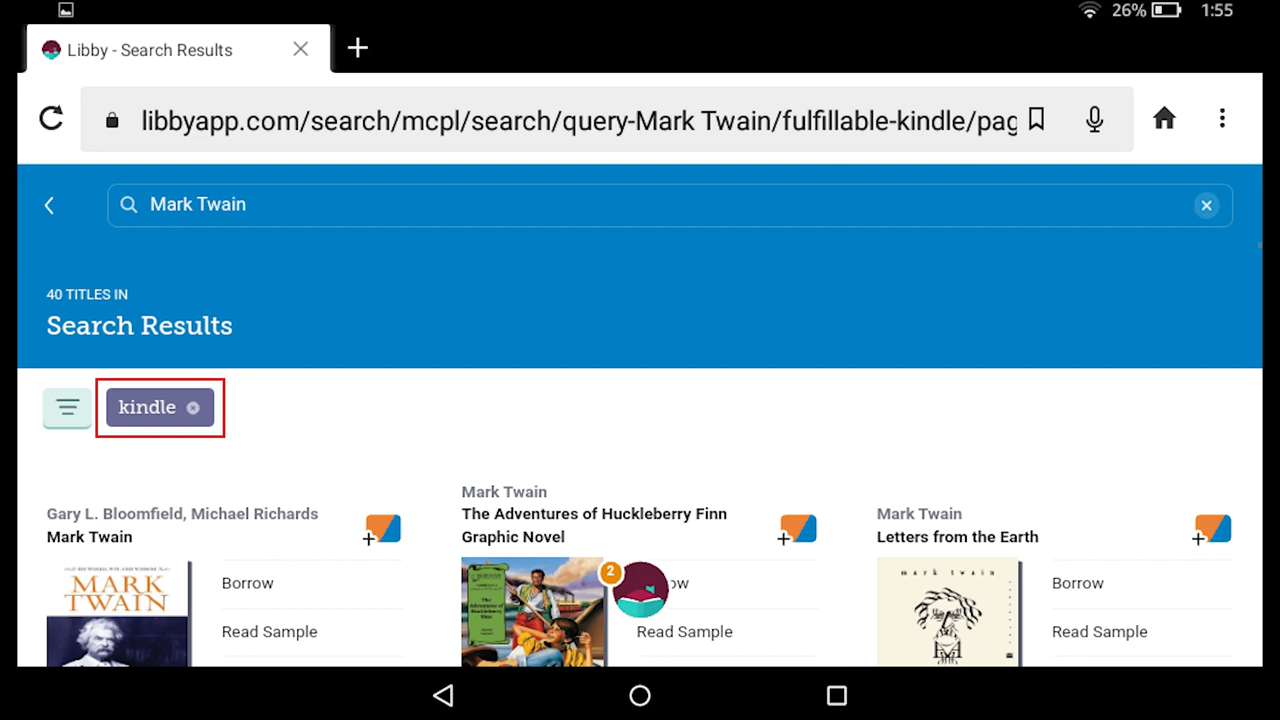 26% 1:55
Libby - Search Results
libbyapp.com/search/mcpl/search/query-Mark Twain/fulfillable-kindle/pag
Mark Twain
40 TITLES IN
Search Results
kindle
Gary L. Bloomfield, Michael Richards
Mark Twain
MARK
TWAIN
Borrow
Read Sample
Mark Twain
The Adventures of Huckleberry Finn
Graphic Novel
2
ow
Read Sample
Mark Twain
Letters from the Earth
mark twain
Borrow
Read Sample